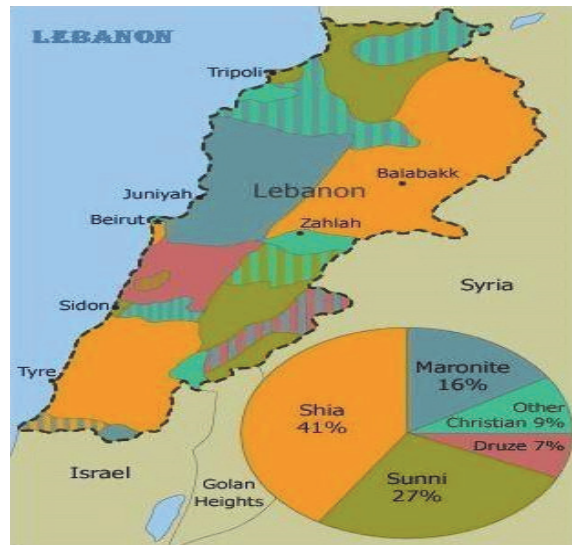 LEBANON
Tripoli
Balabakk
Juniyah
Lebanon
Beirut
Zahlah
Syria
Sidon
Tyre
Maronite
16%
Other
Christian 9%
Shia
41%
Druze 7%
Sunni
27%
Israel
Golan
Heights